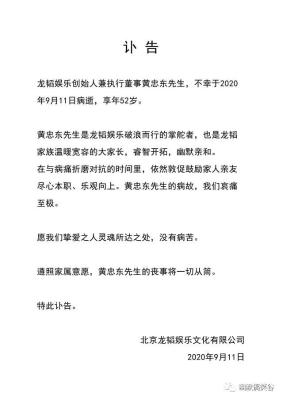 讣 告
龙韬娱乐创始人兼执行董事黄忠东先生，不幸于2020
年9月11日病逝，享年52岁。
黄忠东先生是龙韬娱乐破浪而行的掌舵者，也是龙韬
家族温暖宽容的大家长，睿智开拓，幽默亲和。
在与病痛折磨对抗的时间里，依然敦促鼓励家人亲友
尽心本职、乐观向上。黄忠东先生的病故，我们哀痛
至极。
愿我们挚爱之人灵魂所达之处，没有病苦。
遵照家属意愿，黄忠东先生的丧事将一切从简。
特此讣告。
北京龙韬娱乐文化有限公司
2020年9月11日